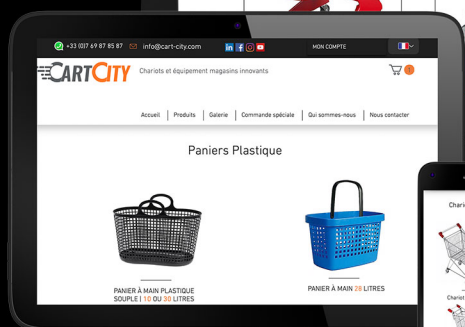 +33 (0)7 69 87 85 87
info@cart-city.com
MON COMPTE
CARTCITY
Chariots et équipement magasins innovants
Accueil | Produits | Galerie | Commande spéciale | Qui sommes-nous | Nous contacter
Paniers Plastique
PANIER À MAIN PLASTIQUE
SOUPLE | 10 OU 30 LITRES
PANIER À MAIN 28 LITRES